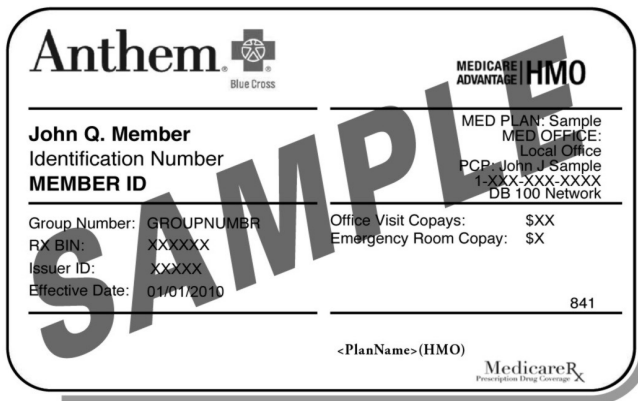 Anthem
Blue Cross
MEDICARE
ADVANTAGE
HMO
John Q. Member
Identification Number
MEMBER ID
MED PLAN: Sample
MED OFFICE:
Local Office
PCP: John J Sample
1-XXX-XXX-XXXX
DB 100 Network
Group Number: GROUPNUMBR
RX BIN: XXXXXX
Issuer ID: XXXXX
Effective Date: 01/01/2010
Office Visit Copays: $XX
Emergency Room Copay: $X
841
<PlanName>(HMO)
MedicareRx
Prescription Drug Coverage
SAMPLE